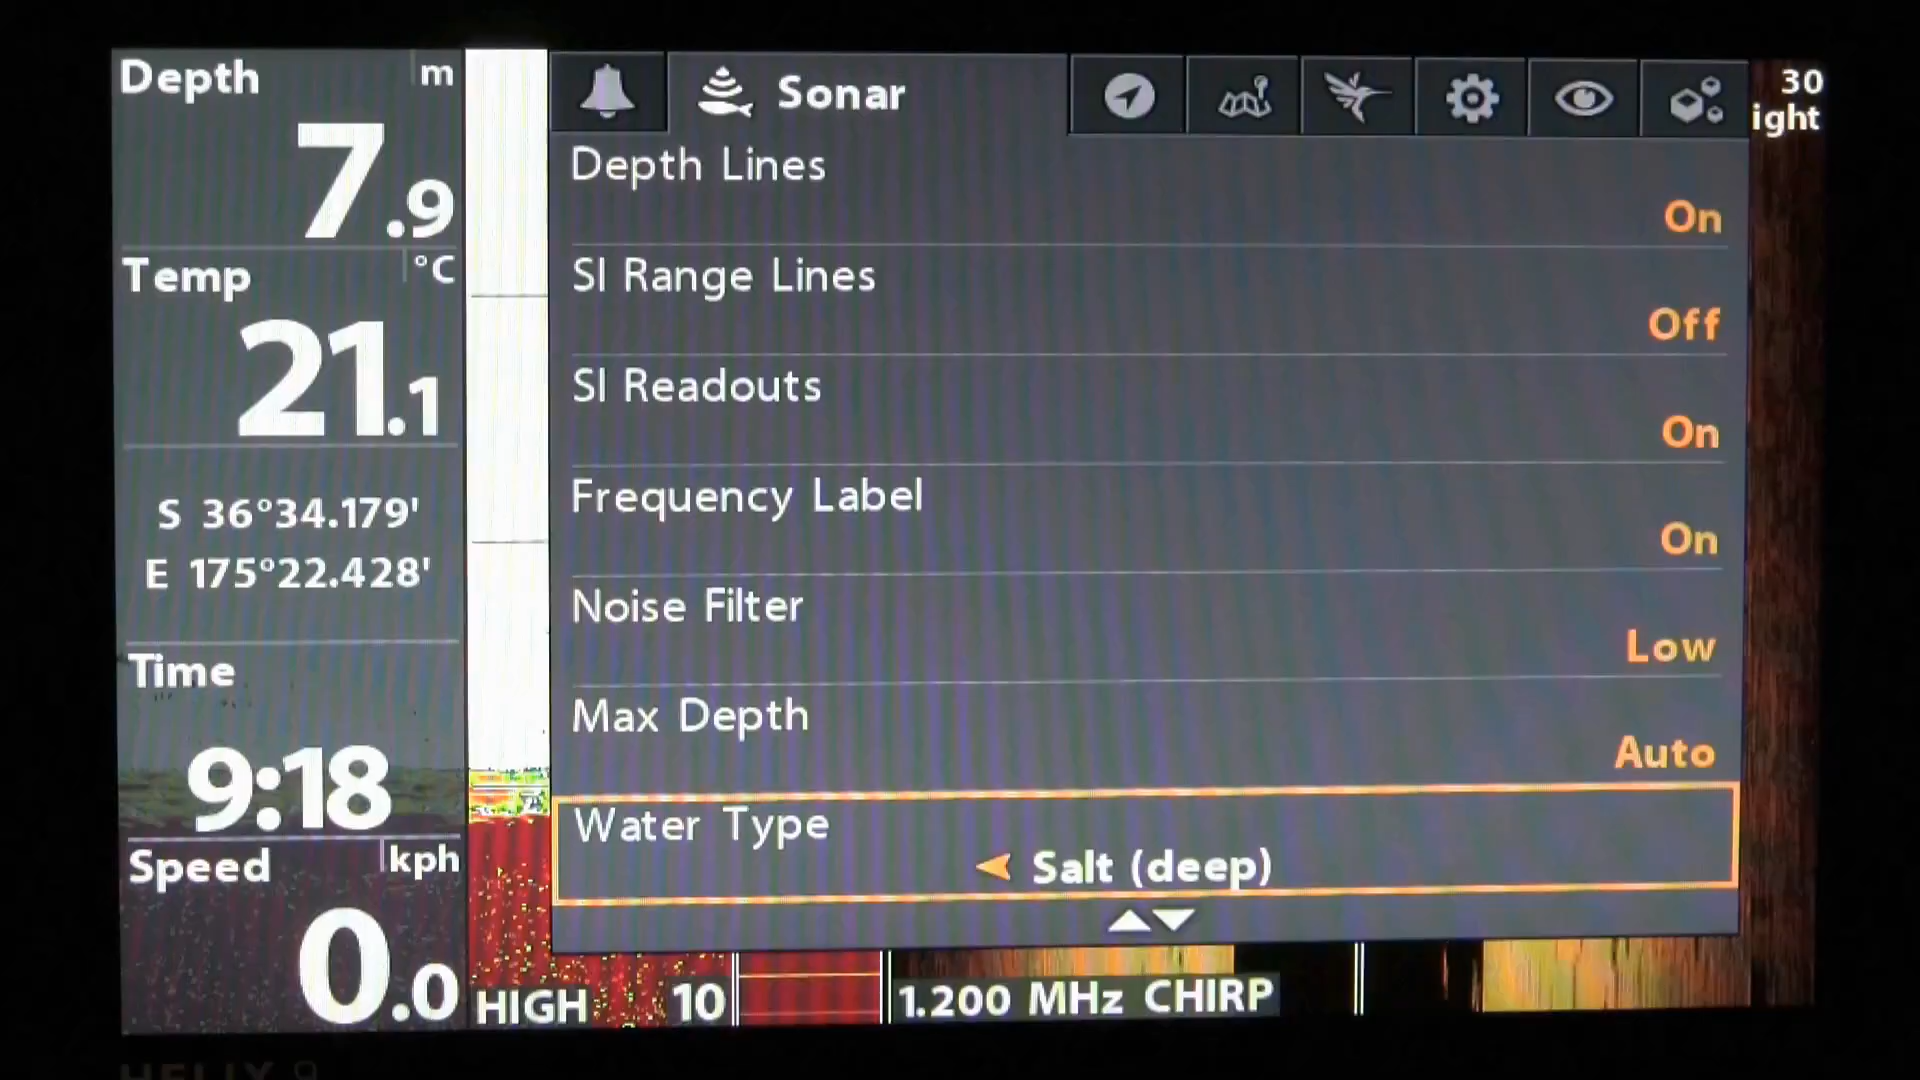 Depth m
7.9
Temp °C
21.1
S 36°34.179'
E 175°22.428'
Time
9:18
Speed kph
0.0
Sonar
30
ight
Depth Lines
On
SI Range Lines
Off
SI Readouts
On
Frequency Label
On
Noise Filter
Low
Max Depth
Auto
Water Type
Salt (deep)
HIGH 10
1.200 MHz CHIRP
HELIX 9